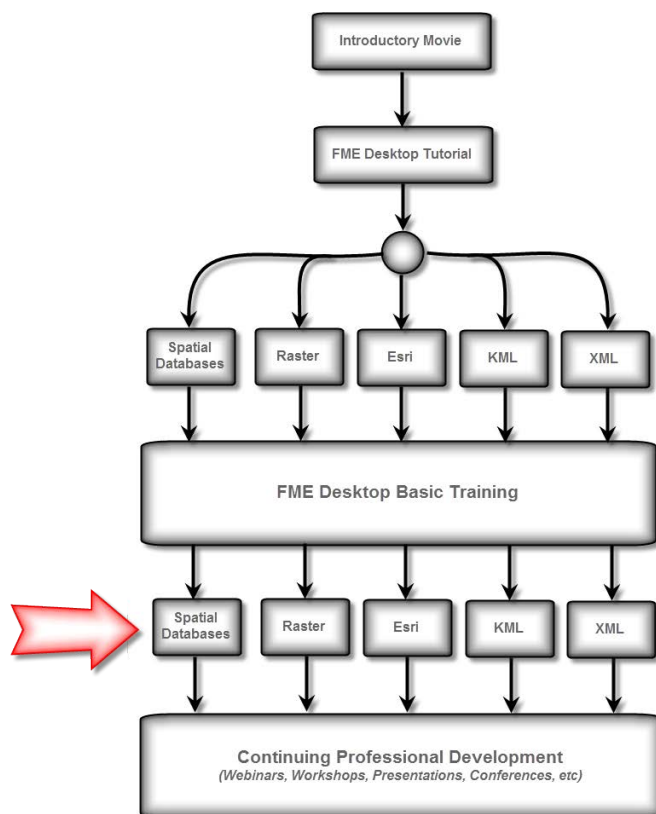 Introductory Movie
FME Desktop Tutorial
Spatial
Databases
Raster
Esri
KML
XML
FME Desktop Basic Training
Spatial
Databases
Raster
Esri
KML
XML
Continuing Professional Development
(Webinars, Workshops, Presentations, Conferences, etc)